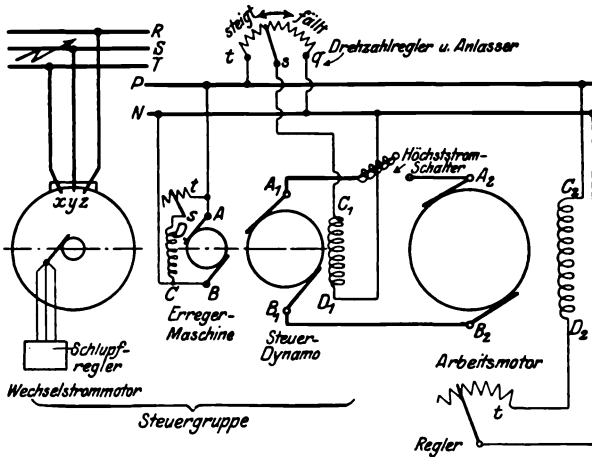 R
S
T
P
N
steigt
fällt
t
s
q
Drehzahlregler u. Anlasser
x y z
t
s
A
D
C
B
A1
B1
C1
D1
Höchststrom-
Schalter
A2
B2
C2
D2
Erreger-
Maschine
Steuer-
Dynamo
Schlupf-
regler
Wechselstrommotor
Steuergruppe
Arbeitsmotor
t
Regler